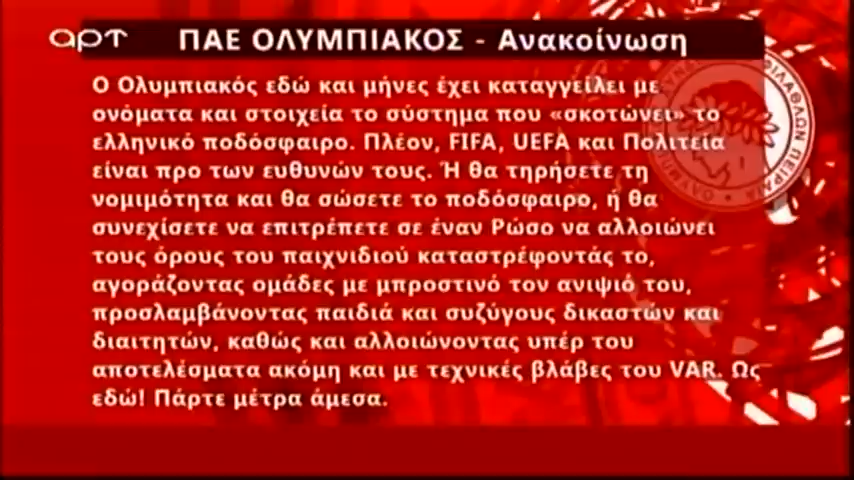 αρτ ΠΑΕ ΟΛΥΜΠΙΑΚΟΣ - Ανακοίνωση
Ο Ολυμπιακός εδώ και μήνες έχει καταγγείλει με
ονόματα και στοιχεία το σύστημα που «σκοτώνει» το
ελληνικό ποδόσφαιρο. Πλέον, FIFA, UEFA και Πολιτεία
είναι προ των ευθυνών τους. Ή θα τηρήσετε τη
νομιμότητα και θα σώσετε το ποδόσφαιρο, ή θα
συνεχίσετε να επιτρέπετε σε έναν Ρώσο να αλλοιώνει
τους όρους του παιχνιδιού καταστρέφοντάς το,
αγοράζοντας ομάδες με μπροστινό τον ανιψιό του,
προσλαμβάνοντας παιδιά και συζύγους δικαστών και
διαιτητών, καθώς και αλλοιώνοντας υπέρ του
αποτελέσματα ακόμη και με τεχνικές βλάβες του VAR. Ως
εδώ! Πάρτε μέτρα άμεσα.